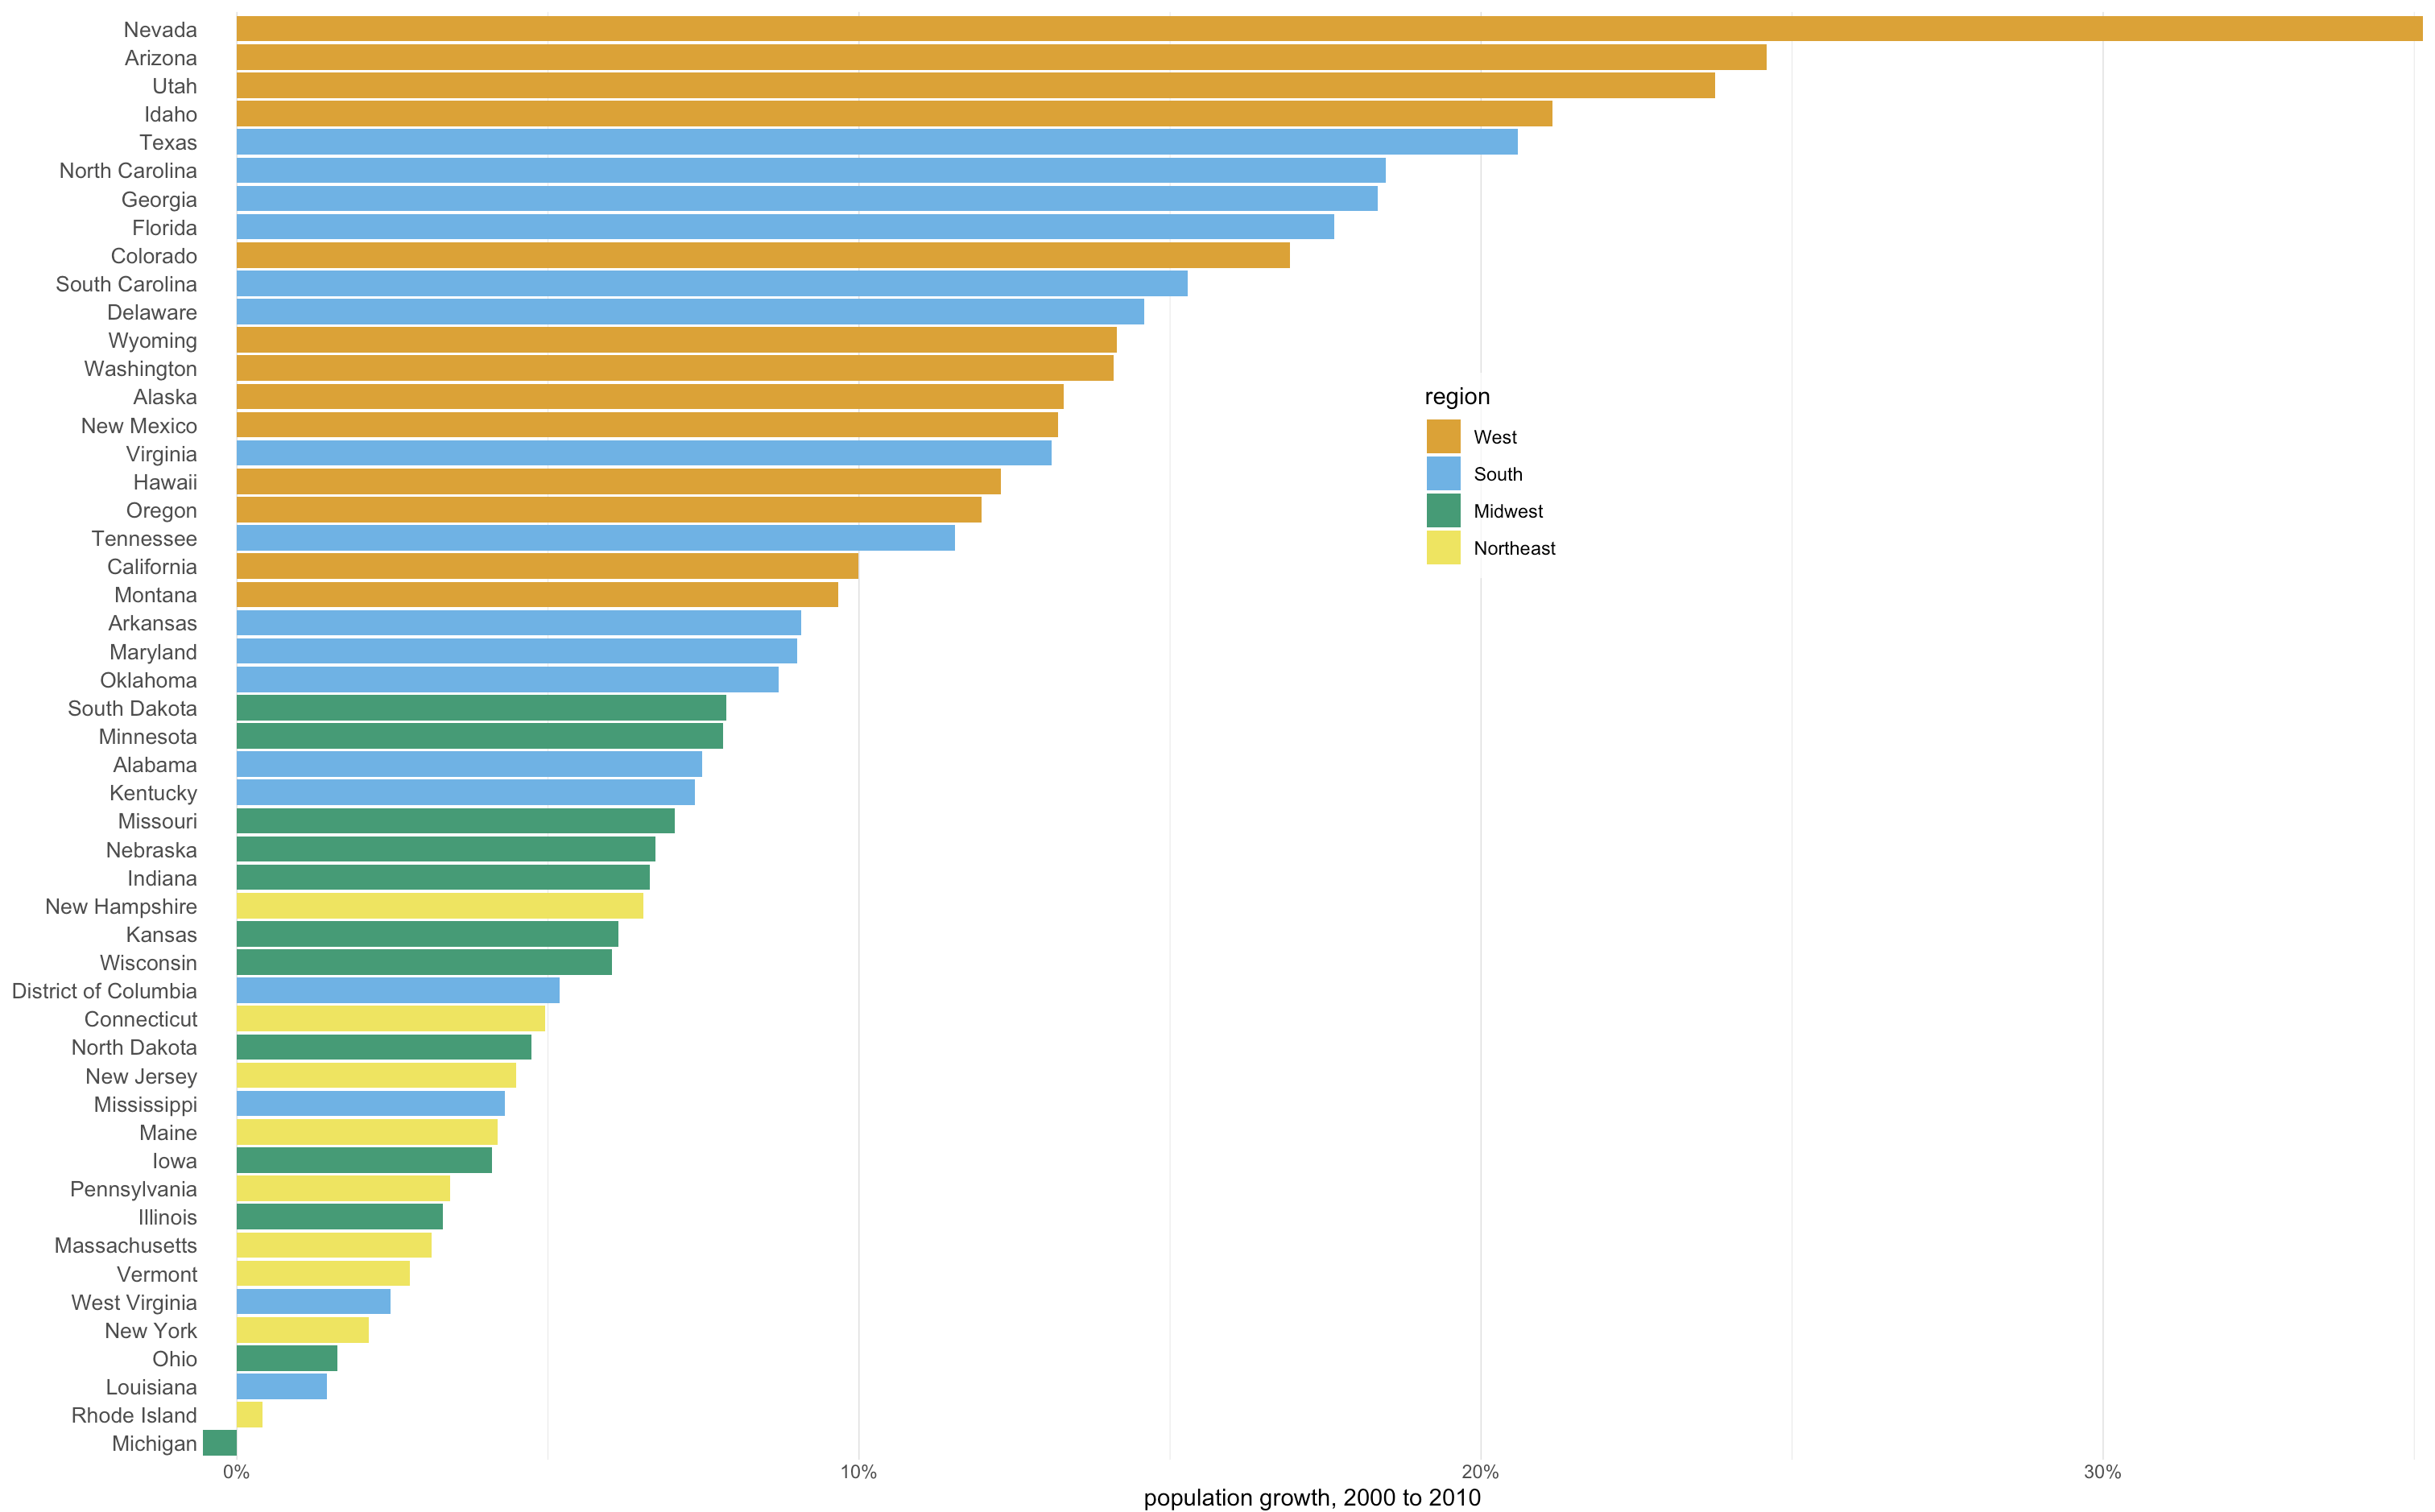 Nevada
Arizona
Utah
Idaho
Texas
North Carolina
Georgia
Florida
Colorado
South Carolina
Delaware
Wyoming
Washington
Alaska
New Mexico
Virginia
Hawaii
Oregon
Tennessee
California
Montana
Arkansas
Maryland
Oklahoma
South Dakota
Minnesota
Alabama
Kentucky
Missouri
Nebraska
Indiana
New Hampshire
Kansas
Wisconsin
District of Columbia
Connecticut
North Dakota
New Jersey
Mississippi
Maine
Iowa
Pennsylvania
Illinois
Massachusetts
Vermont
West Virginia
New York
Ohio
Louisiana
Rhode Island
Michigan
region
West
South
Midwest
Northeast
0% 10% 20% 30%
population growth, 2000 to 2010